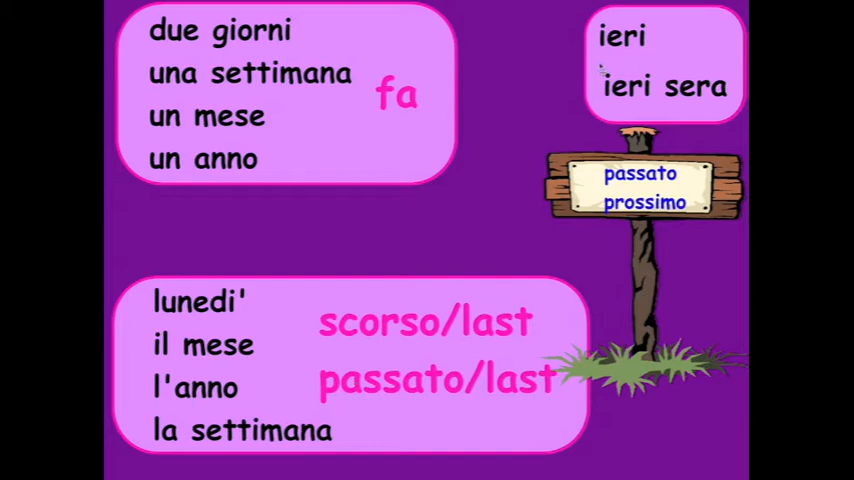 due giorni
una settimana
un mese
un anno
fa
ieri
ieri sera
passato
prossimo
lunedi'
il mese
l'anno
la settimana
scorso/last
passato/last